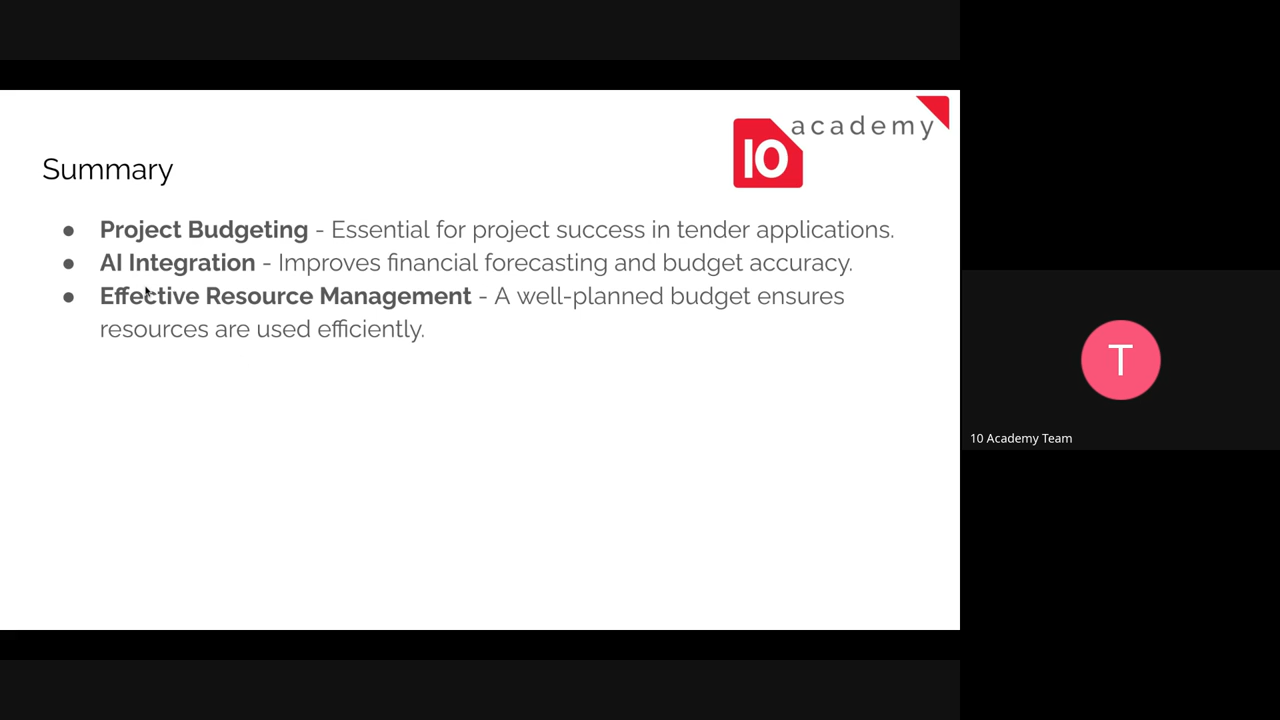 academy
10
Summary
● Project Budgeting - Essential for project success in tender applications.
● AI Integration - Improves financial forecasting and budget accuracy.
● Effective Resource Management - A well-planned budget ensures
resources are used efficiently.
T
10 Academy Team